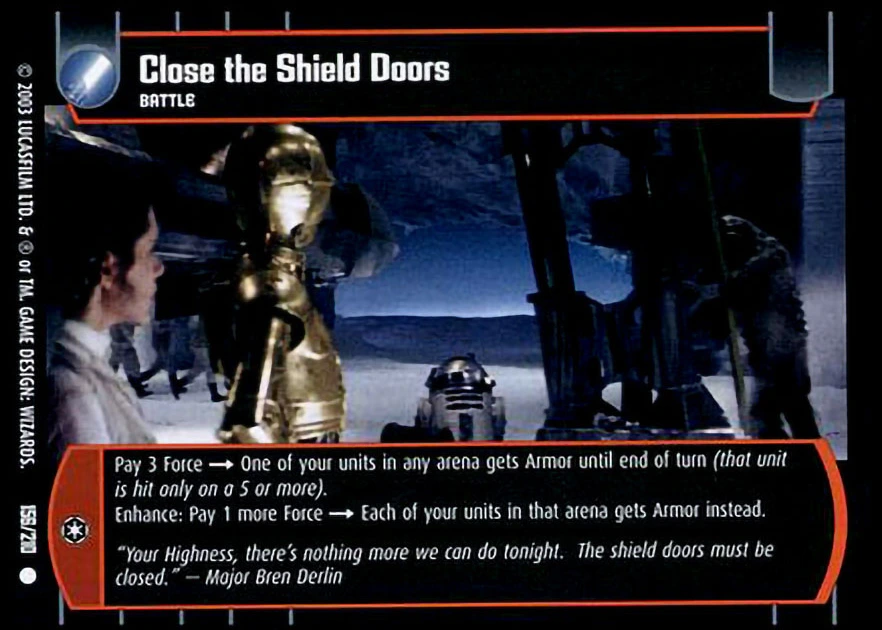 Close the Shield Doors
BATTLE
Pay 3 Force → One of your units in any arena gets Armor until end of turn (that unit
is hit only on a 5 or more).
Enhance: Pay 1 more Force → Each of your units in that arena gets Armor instead.
"Your Highness, there's nothing more we can do tonight. The shield doors must be
closed." – Major Bren Derlin
© 2003 LUCASFILM LTD. & ® or TM. GAME DESIGN: WIZARDS.
156/210